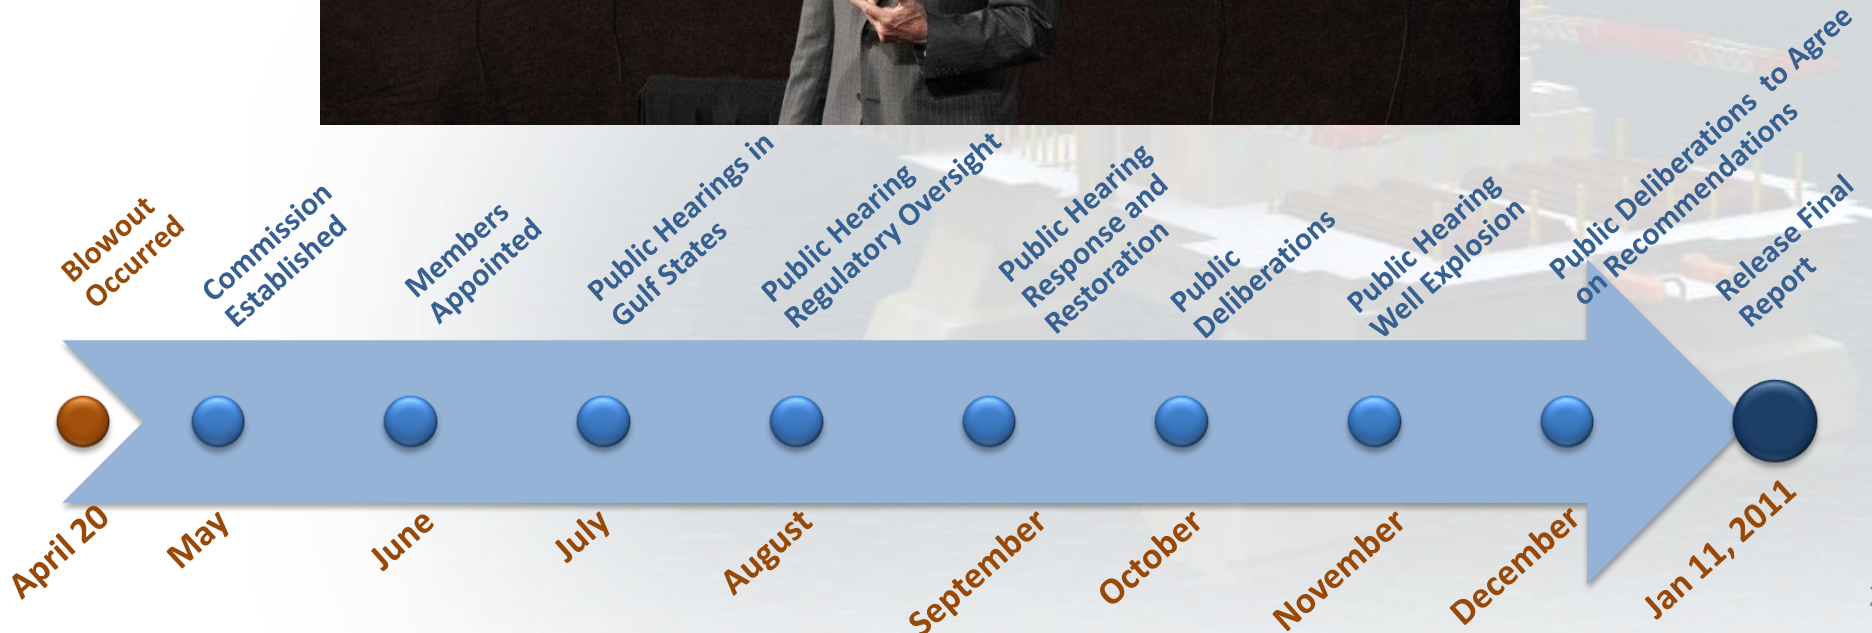 Blowout
Occurred
Commission
Established
Members
Appointed
Public Hearings in
Gulf States
Public Hearing
Regulatory Oversight
Public Hearing
Response and
Restoration
Public
Deliberations
Public Hearing
Well Explosion
Public Deliberations to Agree
on Recommendations
Release Final
Report
April 20
May
June
July
August
September
October
November
December
Jan 11, 2011